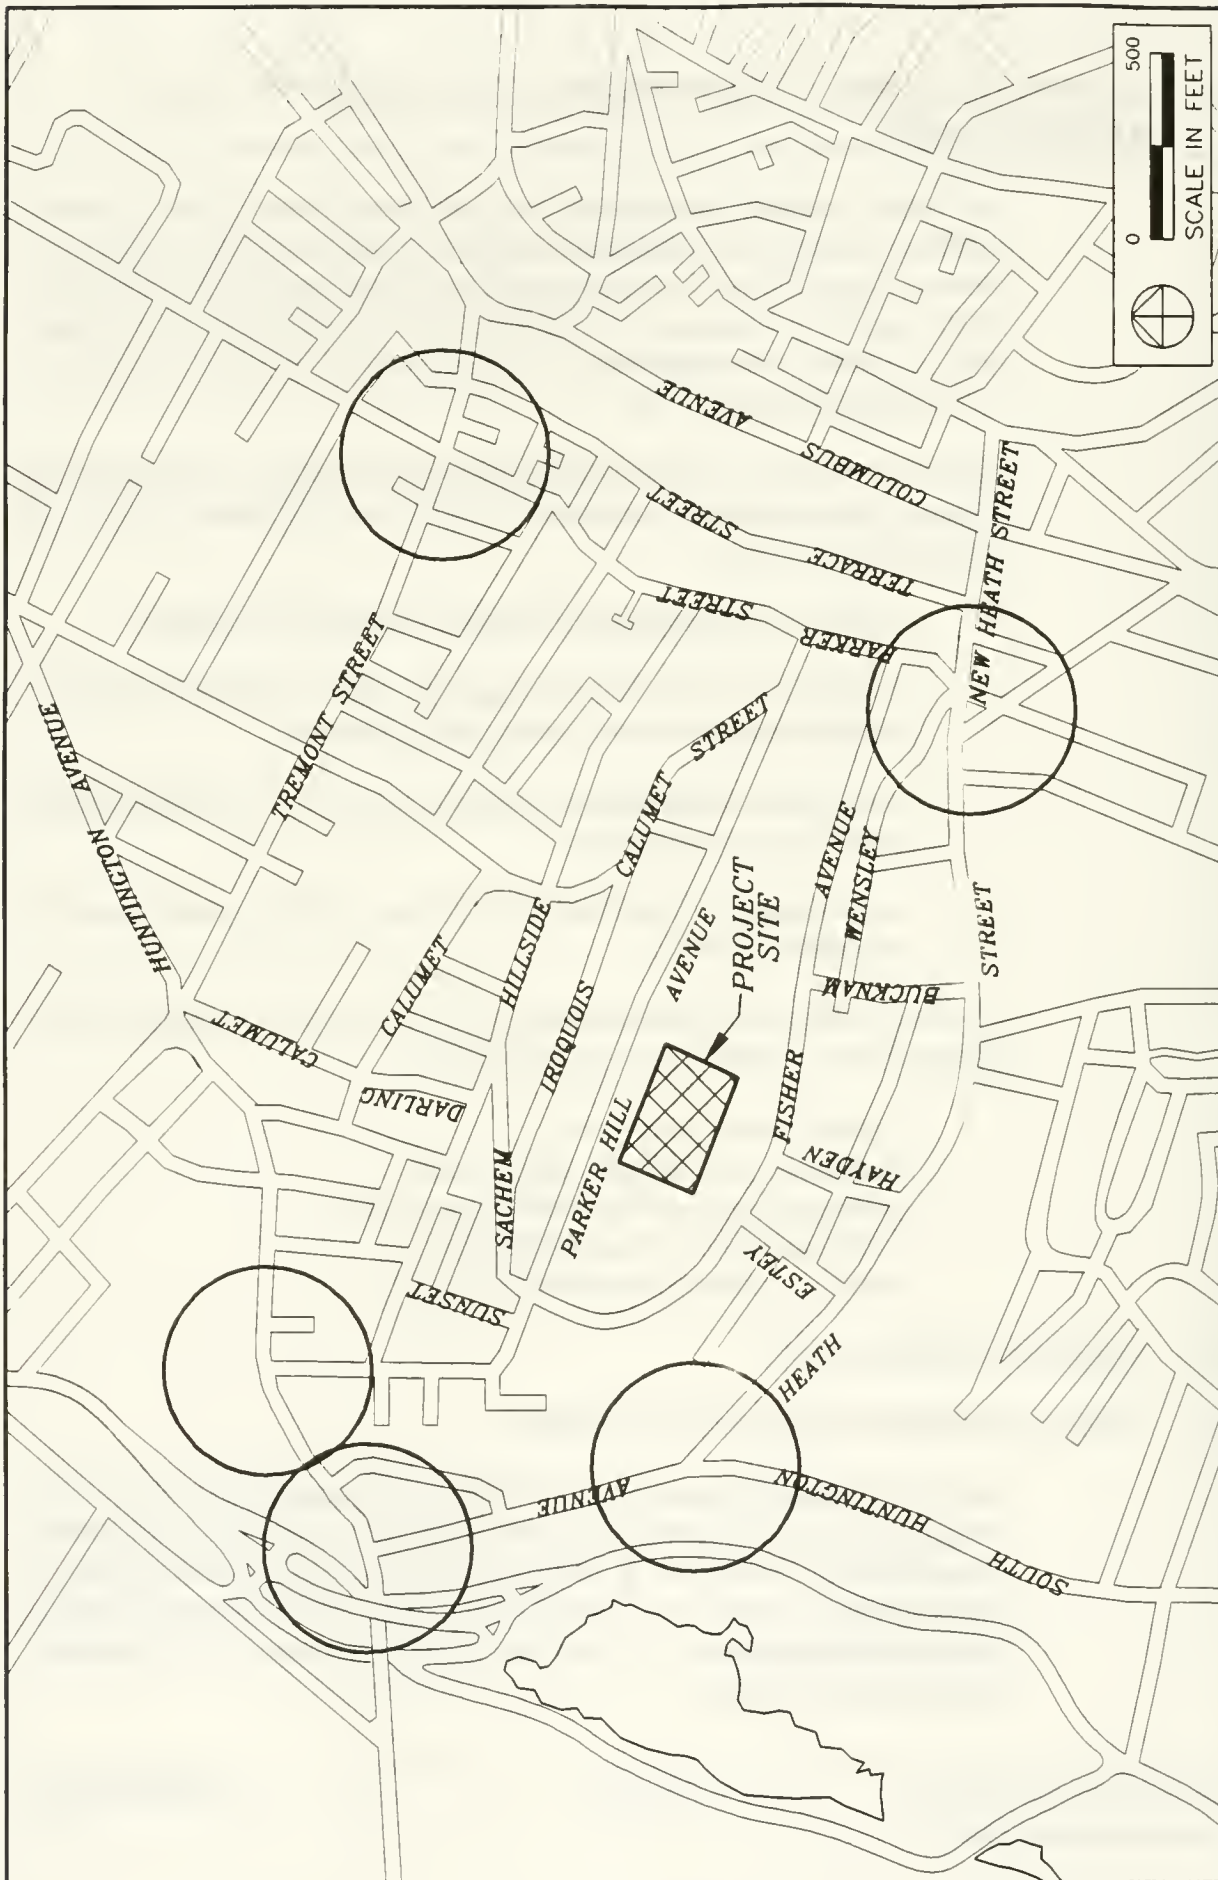 HUNTINGTON AVENUE
TREMONT STREET
CALUMET
CALUMET
DARLING
HILLSIDE
SACHEM
IROQUOIS
SUNSET
CALUMET STREET
PARKER HILL AVENUE
PROJECT
SITE
FISHER AVENUE
WENSLEY
BUCKNAM
HAYDEN
ESTEY
HEATH STREET
NEW HEATH STREET
PARKER STREET
TERRACE STREET
COLUMBUS AVENUE
SOUTH HUNTINGTON AVENUE
0 500
SCALE IN FEET